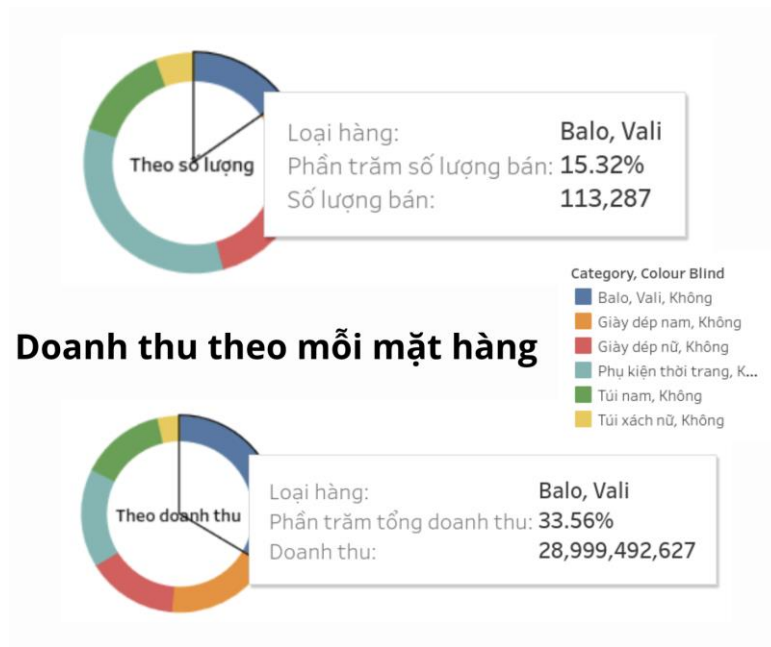 Theo số lượng
Loại hàng: Balo, Vali
Phần trăm số lượng bán: 15.32%
Số lượng bán: 113,287
Category, Colour Blind
Balo, Vali, Không
Giày dép nam, Không
Giày dép nữ, Không
Phụ kiện thời trang, K...
Túi nam, Không
Túi xách nữ, Không
Doanh thu theo mỗi mặt hàng
Theo doanh thu
Loại hàng: Balo, Vali
Phần trăm tổng doanh thu: 33.56%
Doanh thu: 28,999,492,627